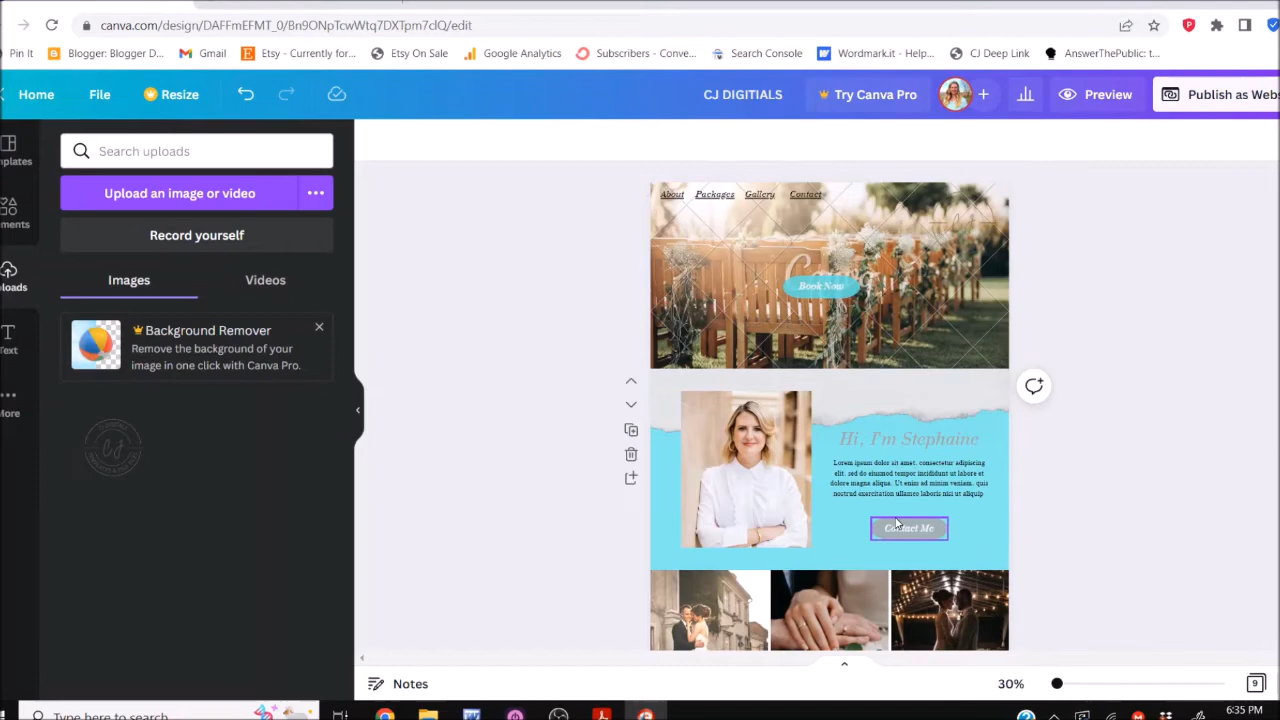 canva.com/design/DAFFmEFMT_0/Bn9ONpTcwWtq7DXTpm7cIQ/edit
Pin It
Blogger: Blogger D...
Gmail
Etsy - Currently for...
Etsy On Sale
Google Analytics
Subscribers - Conve...
Search Console
Wordmark.it - Help...
CJ Deep Link
AnswerThePublic: t...
Home
File
Resize
CJ DIGITIALS
Try Canva Pro
Preview
Publish as Webs
Search uploads
Upload an image or video
Record yourself
Images
Videos
Background Remover
Remove the background of your
image in one click with Canva Pro.
mplates
ments
loads
Text
More
About Packages Gallery Contact
Canva
Book Now
Hi, I'm Stephaine
Lorem ipsum dolor sit amet, consectetur adipiscing
elit, sed do eiusmod tempor incididunt ut labore et
dolore magna aliqua. Ut enim ad minim veniam, quis
nostrud exercitation ullamco laboris nisi ut aliquip
Contact Me
Notes
30%
9
Type here to search
6:35 PM